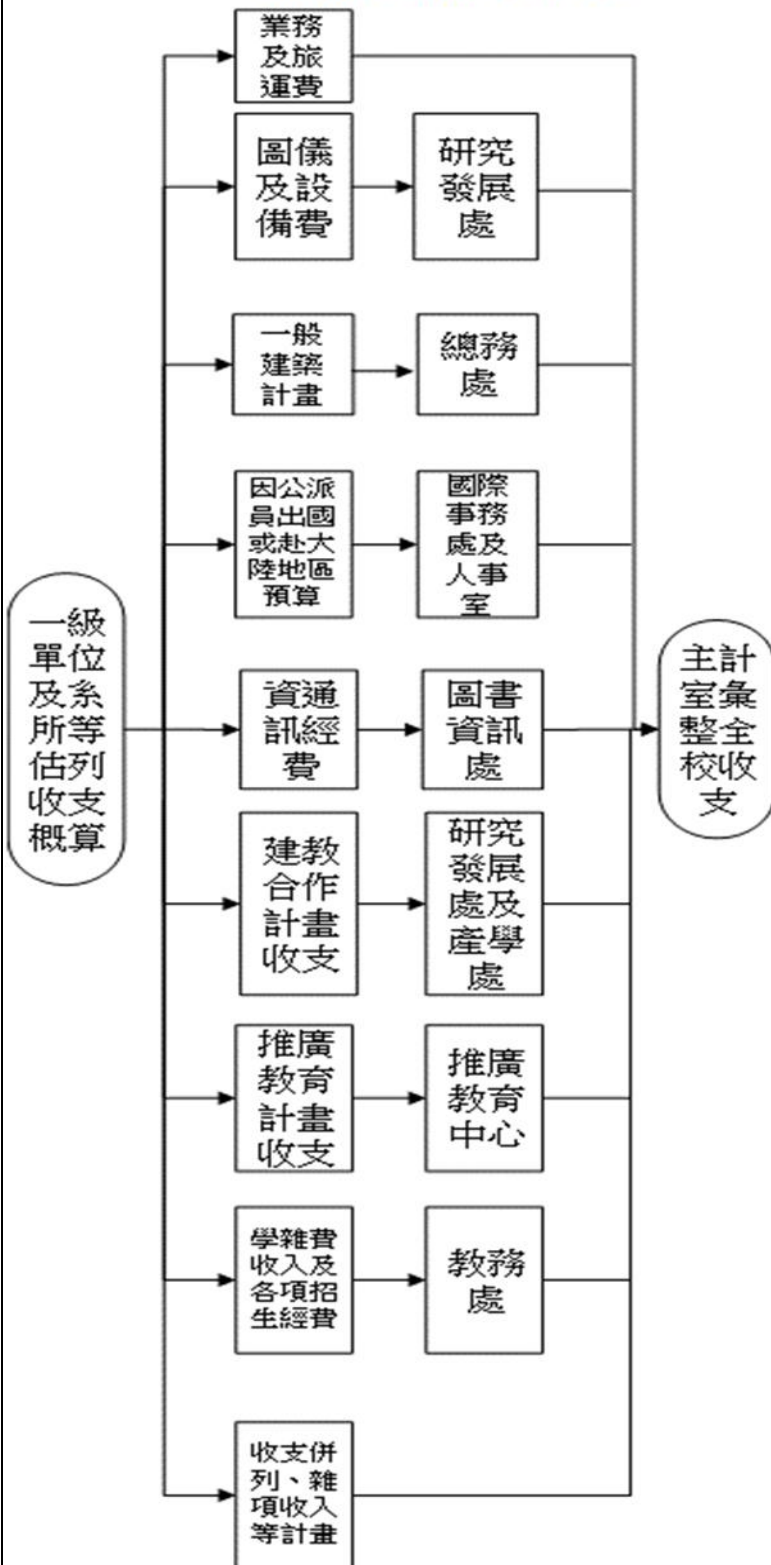 業務
及旅
運費
圖儀
及設
備費
研究
發展
處
一般
建築
計畫
總務
處
因公派
員出國
或赴大
陸地區
預算
國際
事務
處及
人事
室
一級
單位
及系
所等
估列
收支
概算
資通
訊經
費
圖書
資訊
處
主計
室彙
整全
校收
支
建教
合作
計畫
收支
研究
發展
處及
產學
處
推廣
教育
計畫
收支
推廣
教育
中心
學雜費
收入及
各項招
生經費
教務
處
收支併
列、雜
項收入
等計畫